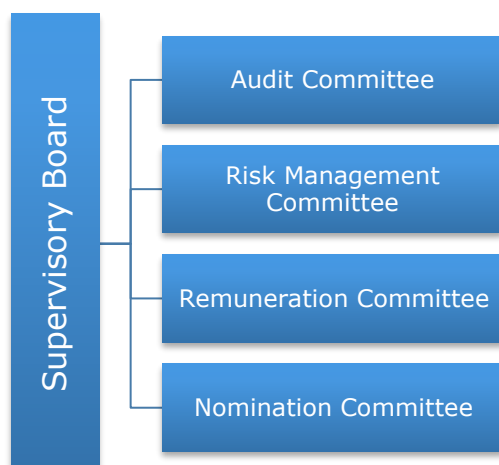 Supervisory Board
Audit Committee
Risk Management
Committee
Remuneration Committee
Nomination Committee